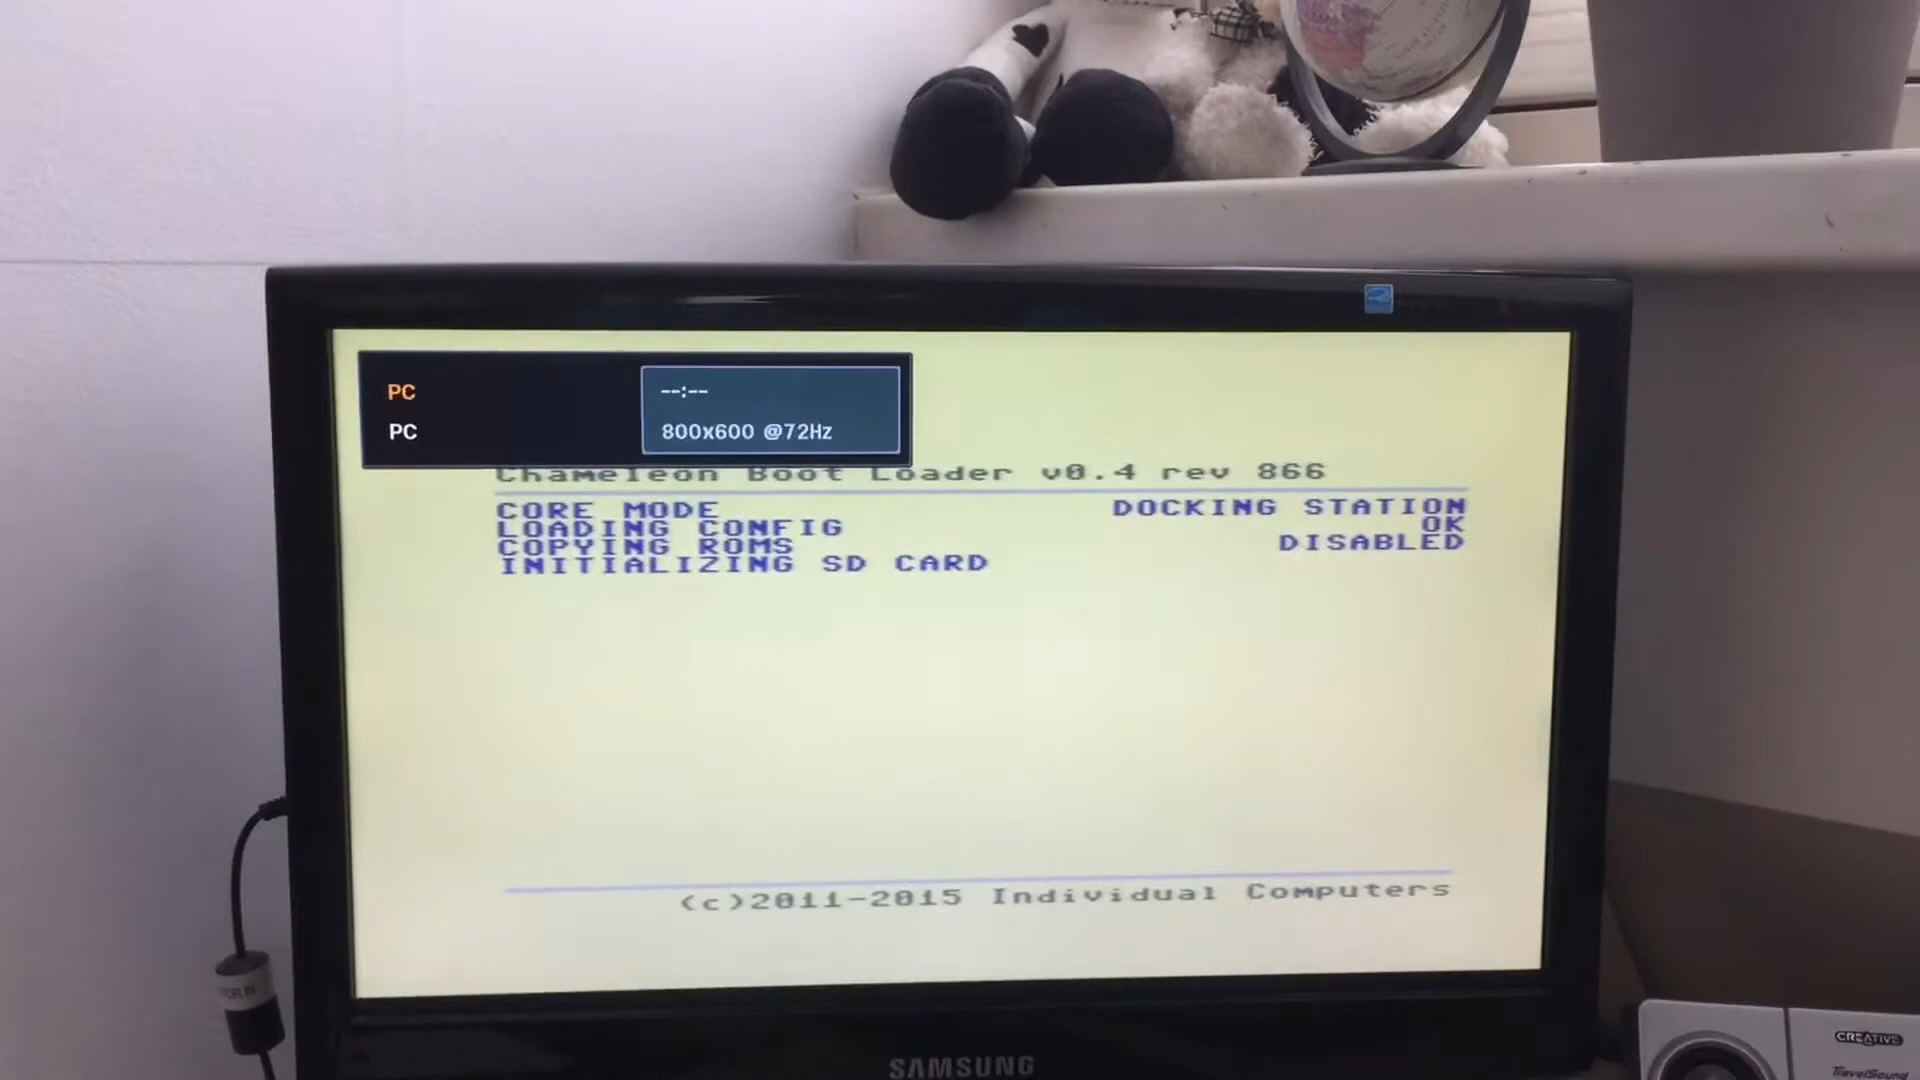 PC --:--
PC 800x600 @72Hz
Chameleon Boot Loader v0.4 rev 866
CORE MODE DOCKING STATION
LOADING CONFIG OK
COPYING ROMS DISABLED
INITIALIZING SD CARD
(c)2011-2015 Individual Computers
SAMSUNG
CREATIVE
TravelSound